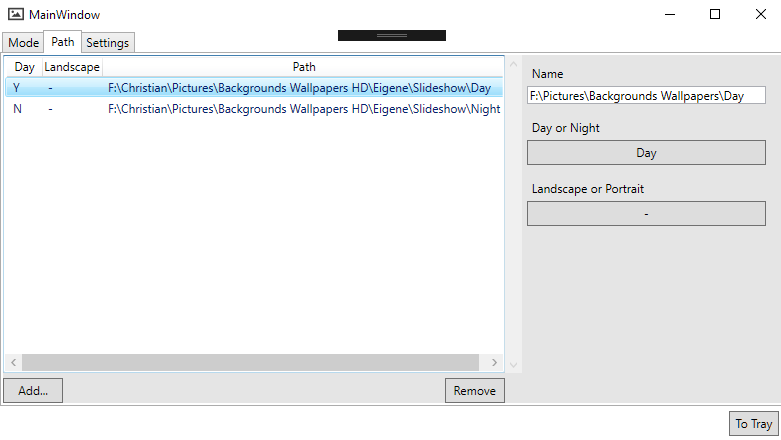 MainWindow
Mode Path Settings
Day Landscape Path
Y - F:\Christian\Pictures\Backgrounds Wallpapers HD\Eigene\Slideshow\Day
N - F:\Christian\Pictures\Backgrounds Wallpapers HD\Eigene\Slideshow\Night
Name
F:\Pictures\Backgrounds Wallpapers\Day
Day or Night
Day
Landscape or Portrait
-
Add... Remove
To Tray